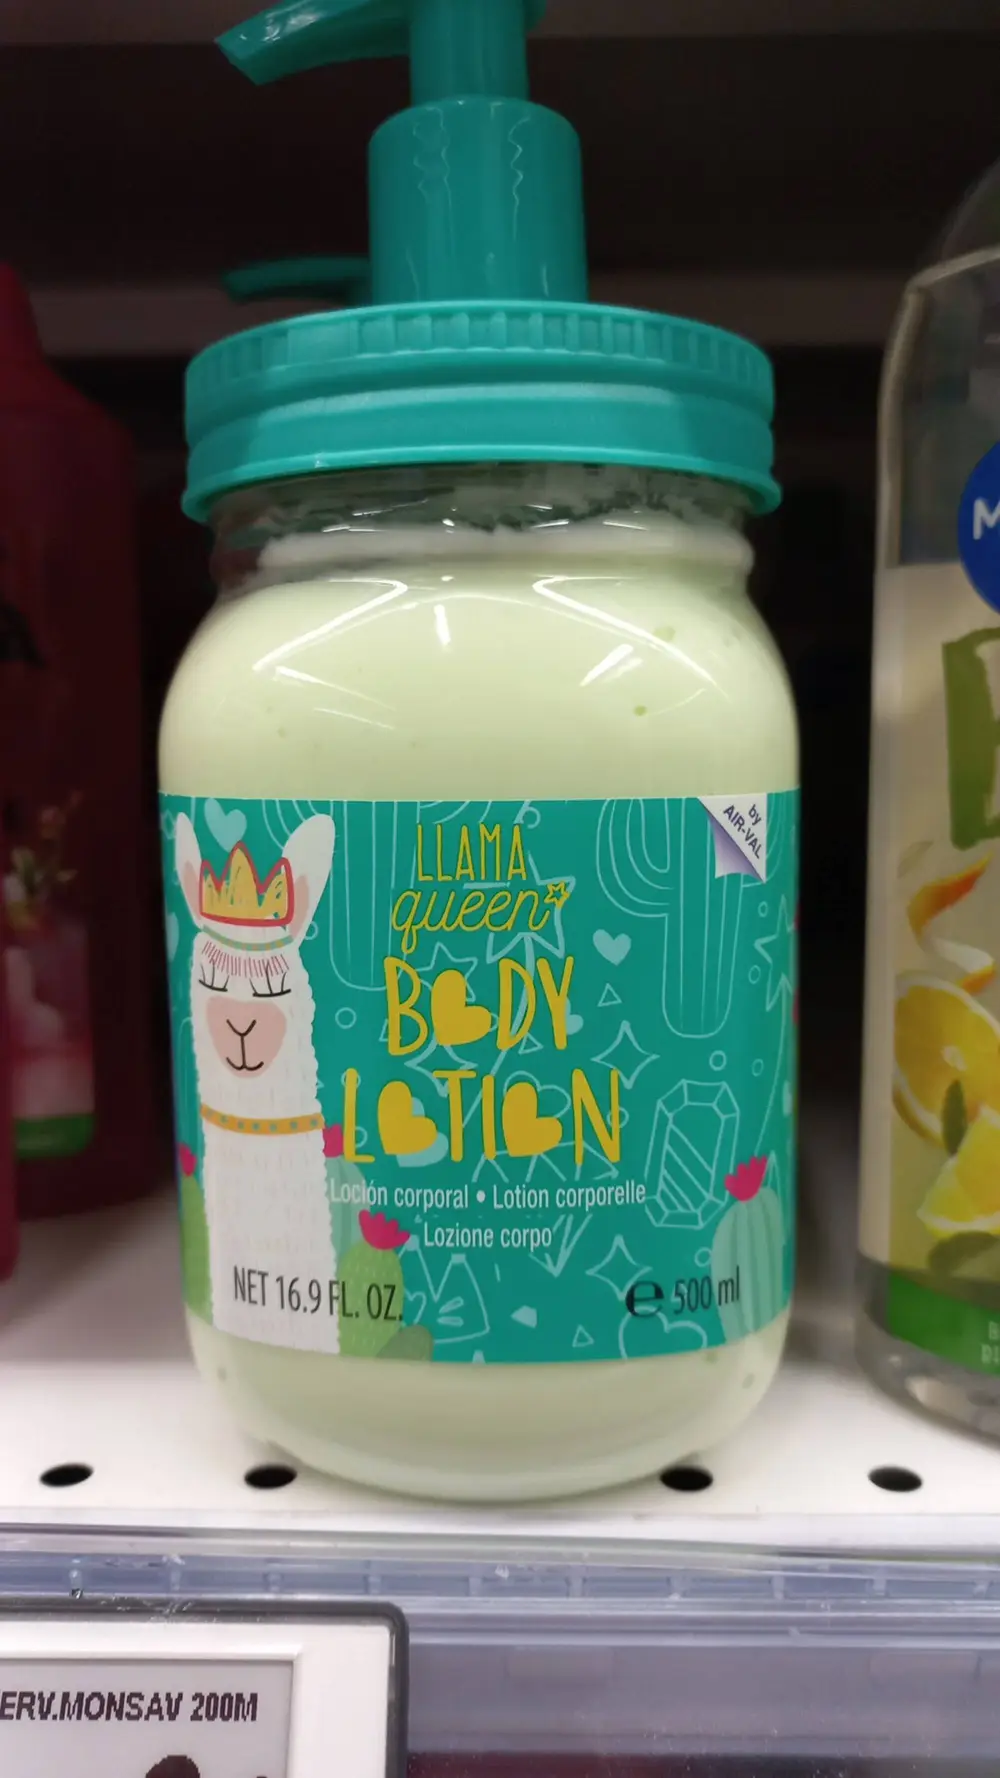 by
AIR-VAL
LLAMA
queen
BODY
LOTION
Loción corporal • Lotion corporelle
Lozione corpo
NET 16.9 FL. OZ.
e 500 ml
ERV.MONSAV 200M